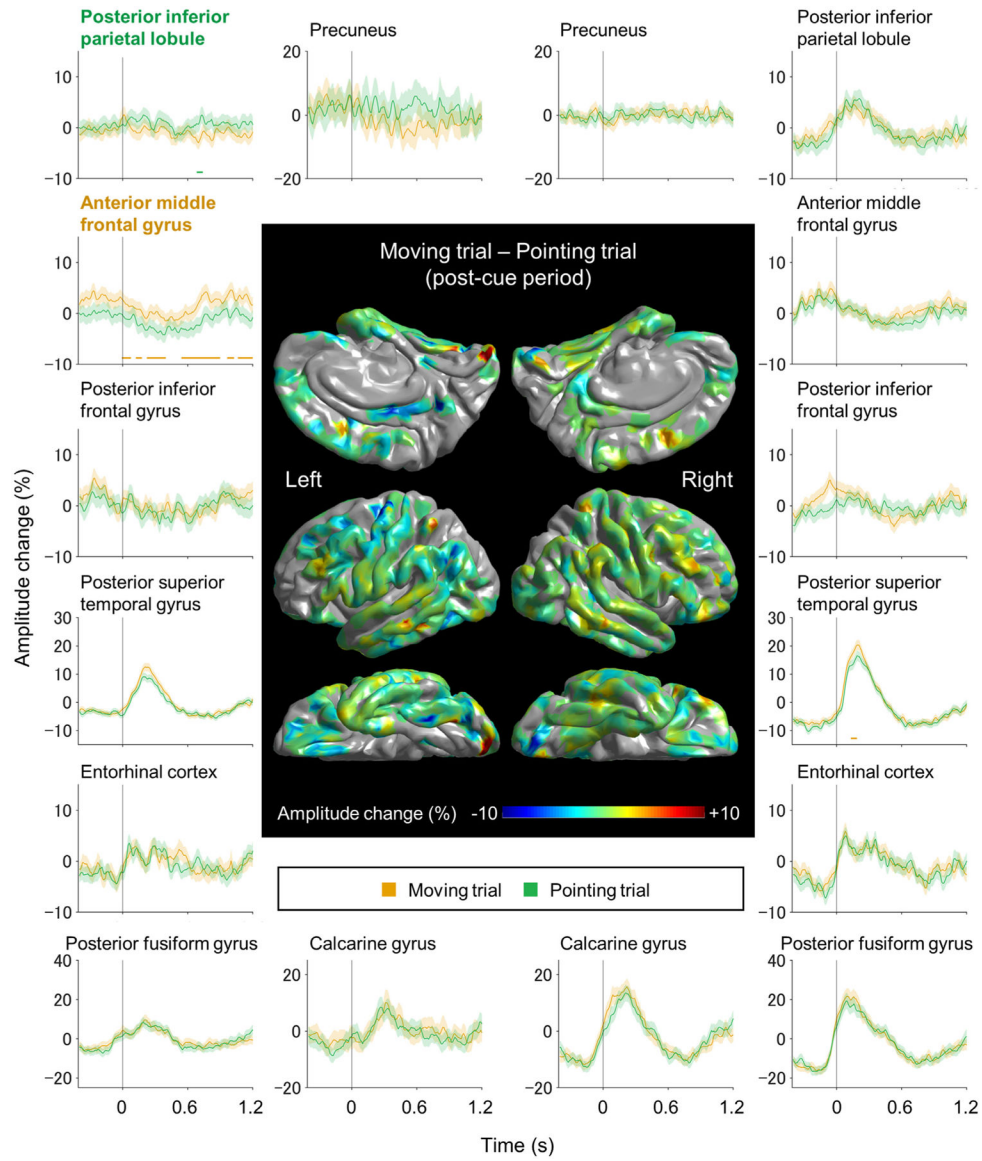 Posterior inferior
parietal lobule
10
0
−10
Precuneus
20
0
−20
Precuneus
20
0
−20
Posterior inferior
parietal lobule
10
0
−10
Anterior middle
frontal gyrus
10
0
−10
Anterior middle
frontal gyrus
10
0
−10
Moving trial – Pointing trial
(post-cue period)
Left
Right
Amplitude change (%)
-10
+10
Posterior inferior
frontal gyrus
10
0
−10
Posterior inferior
frontal gyrus
10
0
−10
Amplitude change (%)
Posterior superior
temporal gyrus
30
20
10
0
−10
Posterior superior
temporal gyrus
30
20
10
0
−10
Entorhinal cortex
10
0
−10
Entorhinal cortex
10
0
−10
Moving trial
Pointing trial
Posterior fusiform gyrus
40
20
0
−20
0 0.6 1.2
Calcarine gyrus
20
0
−20
0 0.6 1.2
Calcarine gyrus
20
0
−20
0 0.6 1.2
Posterior fusiform gyrus
40
20
0
−20
0 0.6 1.2
Time (s)